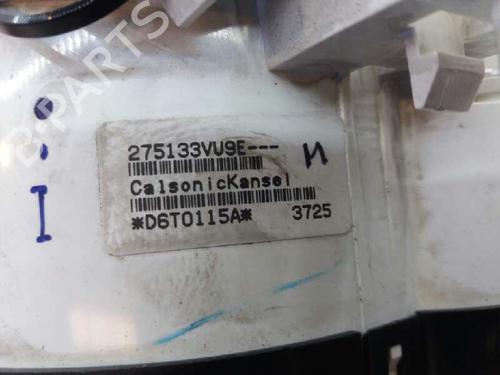 B-PARTS
275133VU9E--- И
CalsonicKansei
*D6T0115A* 3725